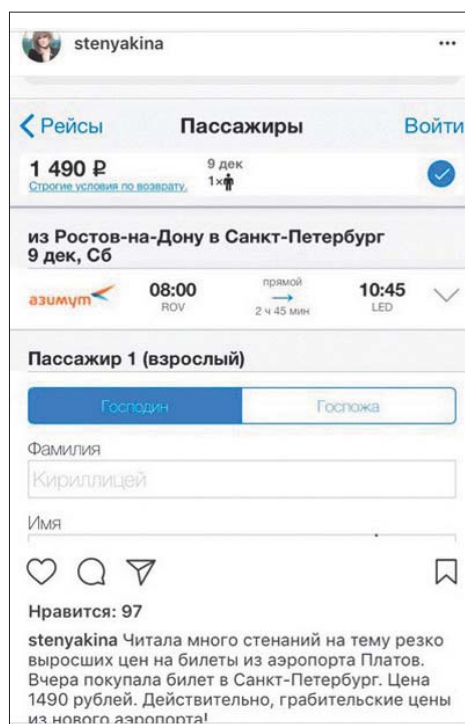 stenyakina
Рейсы Пассажиры Войти
1 490 ₽ 9 дек
Строгие условия по возврату. 1×
из Ростов-на-Дону в Санкт-Петербург
9 дек, Сб
азимут 08:00 прямой 10:45
ROV 2 ч 45 мин LED
Пассажир 1 (взрослый)
Господин Госпожа
Фамилия
Кириллицей
Имя
Нравится: 97
stenyakina Читала много стенаний на тему резко
выросших цен на билеты из аэропорта Платов.
Вчера покупала билет в Санкт-Петербург. Цена
1490 рублей. Действительно, грабительские цены
из нового аэропорта!